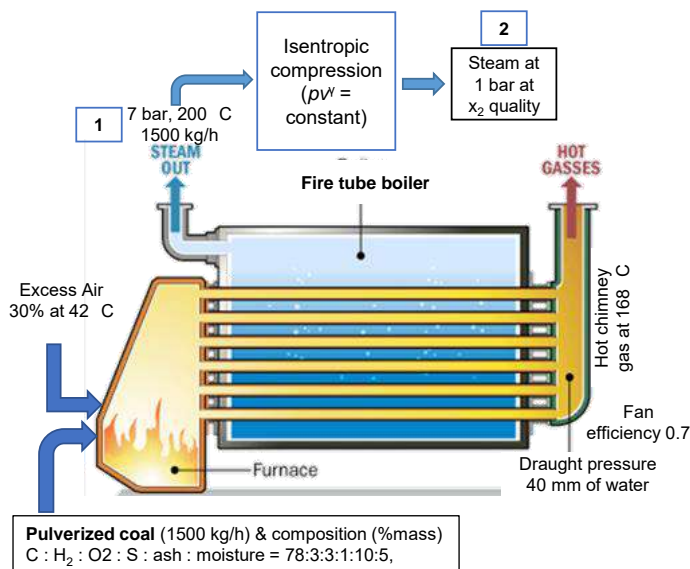 2
Isentropic
compression
(pvγ =
constant)
Steam at
1 bar at
x2 quality
1
7 bar, 200 C
1500 kg/h
STEAM
OUT
HOT
GASSES
Fire tube boiler
Excess Air
30% at 42 C
Hot chimney
gas at 168 C
Fan
efficiency 0.7
Draught pressure
40 mm of water
Furnace
Pulverized coal (1500 kg/h) & composition (%mass)
C : H2 : O2 : S : ash : moisture = 78:3:3:1:10:5,